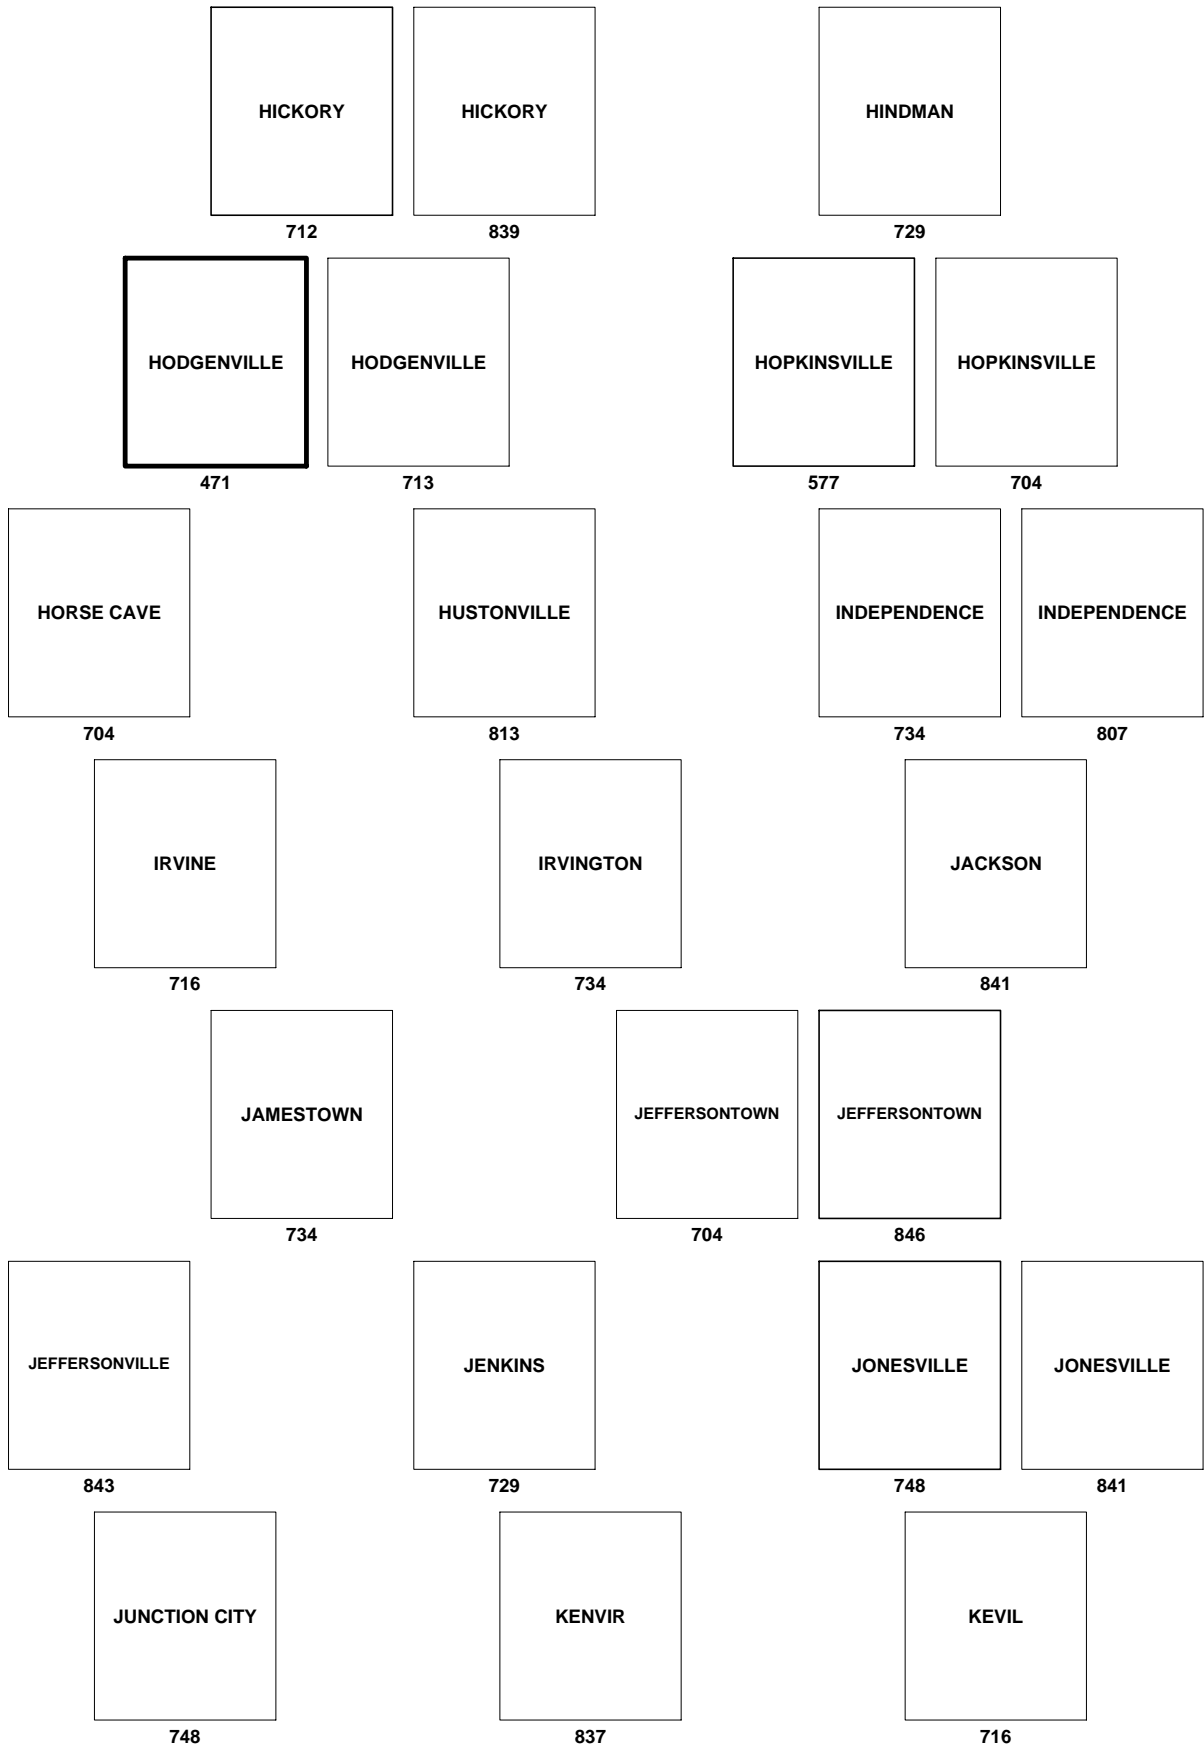 HICKORY HICKORY HINDMAN
712 839 729
HODGENVILLE HODGENVILLE HOPKINSVILLE HOPKINSVILLE
471 713 577 704
HORSE CAVE HUSTONVILLE INDEPENDENCE INDEPENDENCE
704 813 734 807
IRVINE IRVINGTON JACKSON
716 734 841
JAMESTOWN JEFFERSONTOWN JEFFERSONTOWN
734 704 846
JEFFERSONVILLE JENKINS JONESVILLE JONESVILLE
843 729 748 841
JUNCTION CITY KENVIR KEVIL
748 837 716